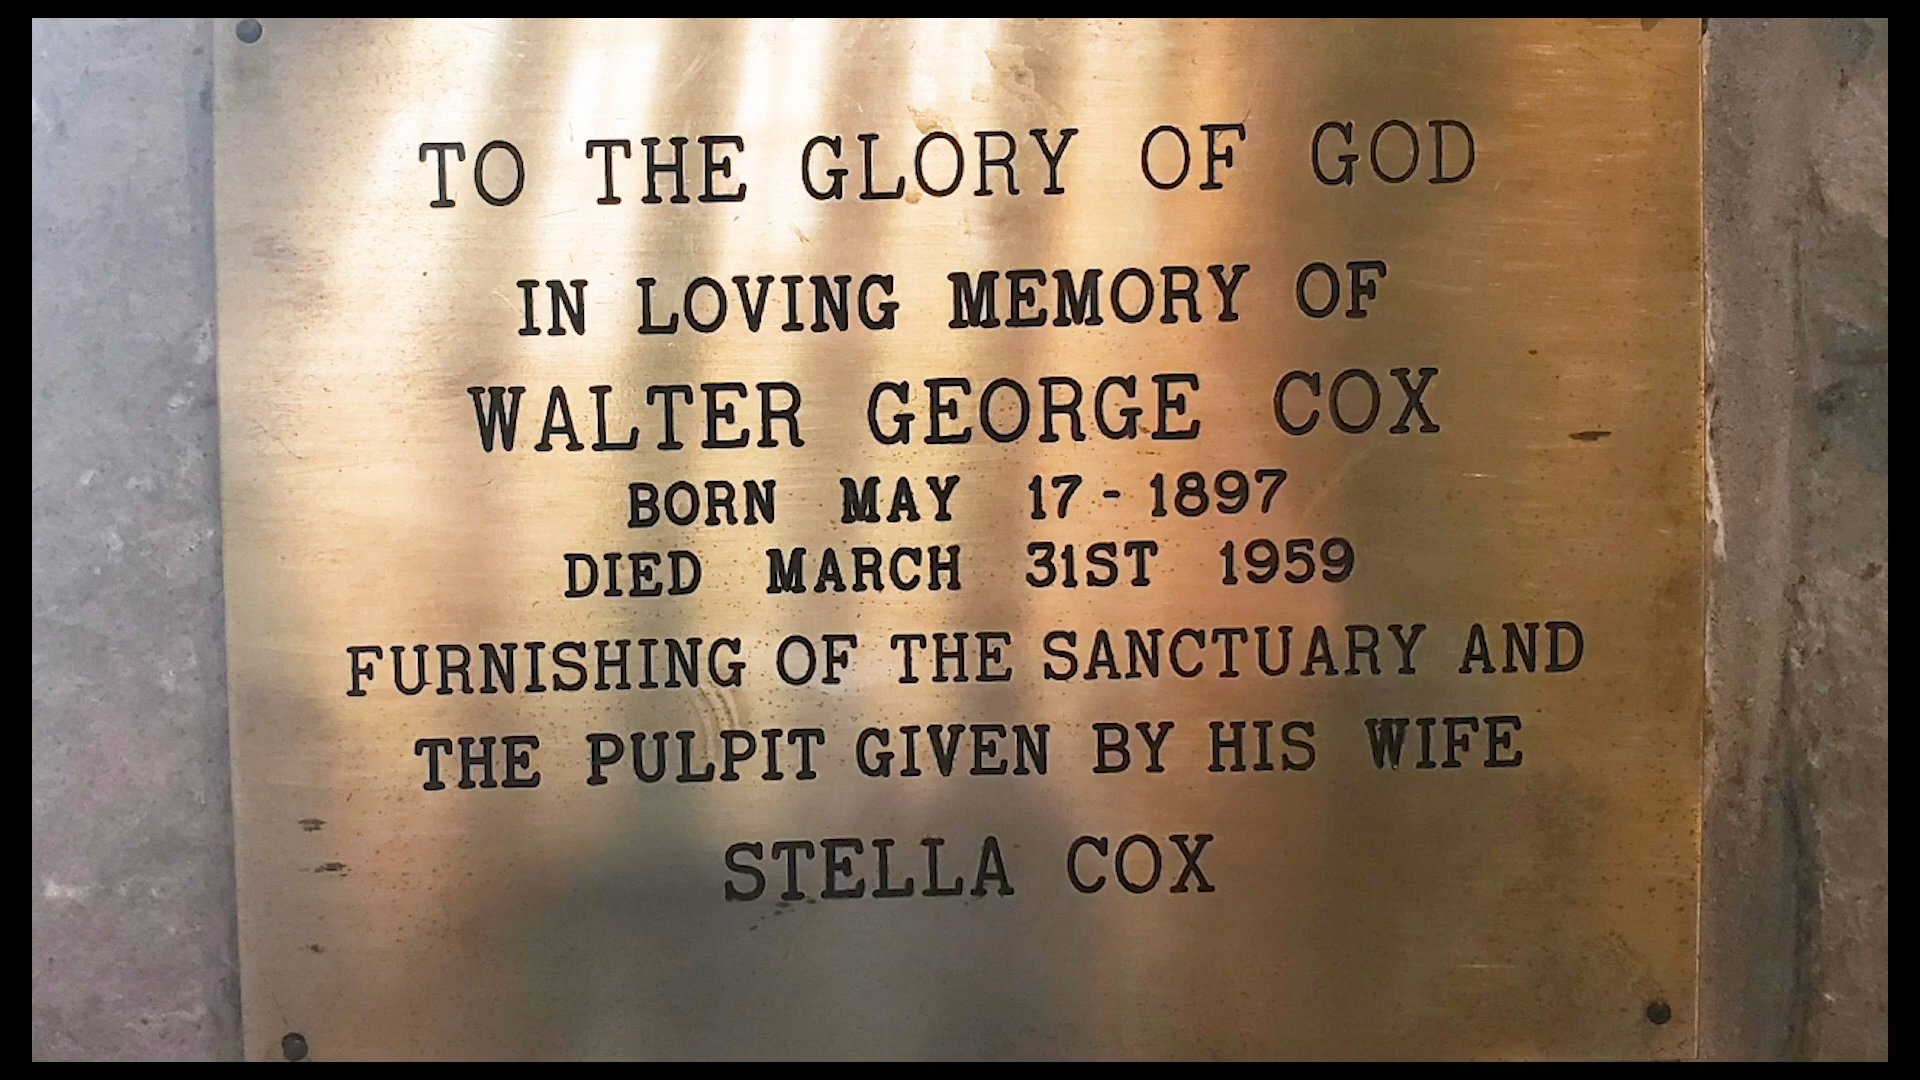 TO THE GLORY OF GOD
IN LOVING MEMORY OF
WALTER GEORGE COX
BORN MAY 17 - 1897
DIED MARCH 31ST 1959
FURNISHING OF THE SANCTUARY AND
THE PULPIT GIVEN BY HIS WIFE
STELLA COX